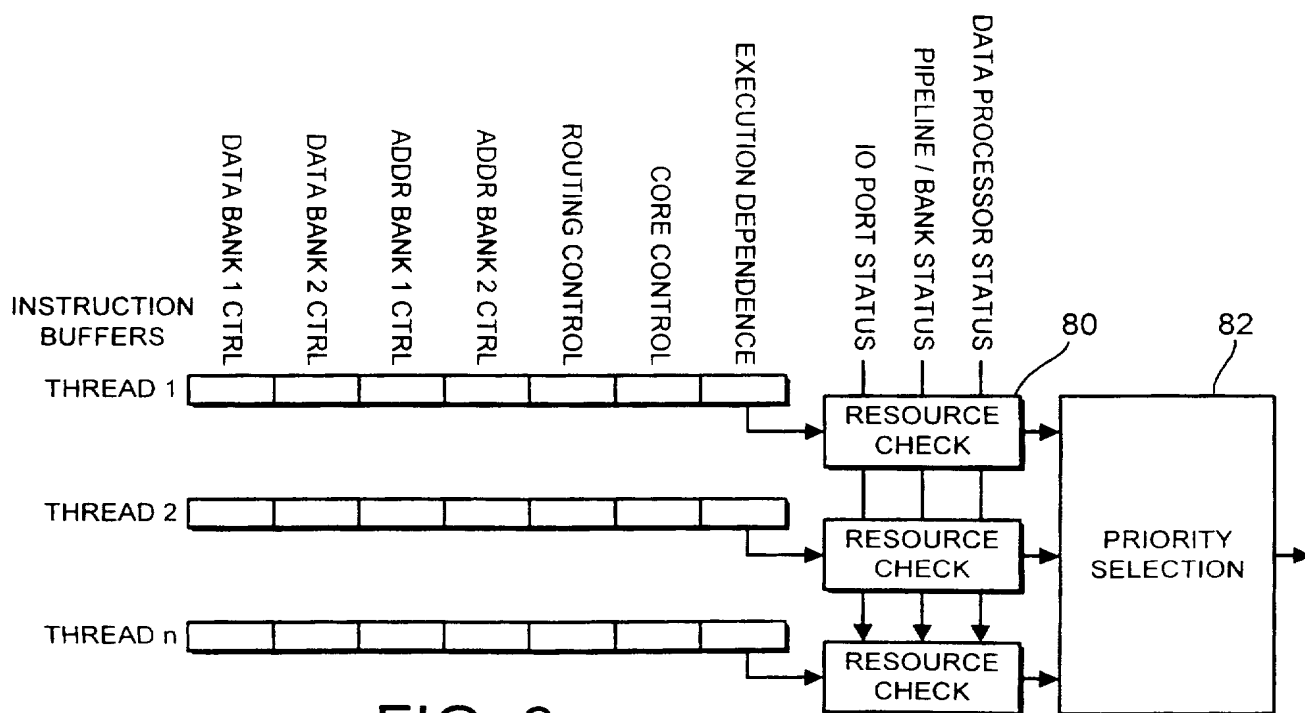 DATA BANK 1 CTRL
DATA BANK 2 CTRL
ADDR BANK 1 CTRL
ADDR BANK 2 CTRL
ROUTING CONTROL
CORE CONTROL
EXECUTION DEPENDENCE
IO PORT STATUS
PIPELINE / BANK STATUS
DATA PROCESSOR STATUS
80
82
INSTRUCTION
BUFFERS
THREAD 1
RESOURCE
CHECK
THREAD 2
RESOURCE
CHECK
PRIORITY
SELECTION
THREAD n
RESOURCE
CHECK